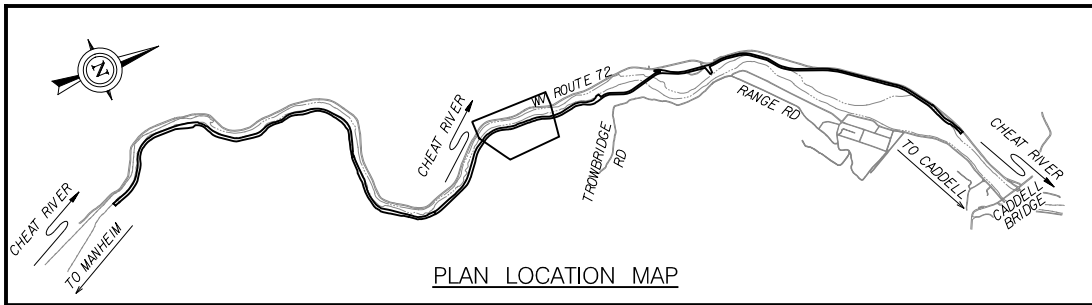 N
WV ROUTE 72
RANGE RD
CHEAT RIVER
TROWBRIDGE
RD
TO CADDELL
CHEAT RIVER
CADDELL
BRIDGE
CHEAT RIVER
TO MANHEIM
PLAN LOCATION MAP